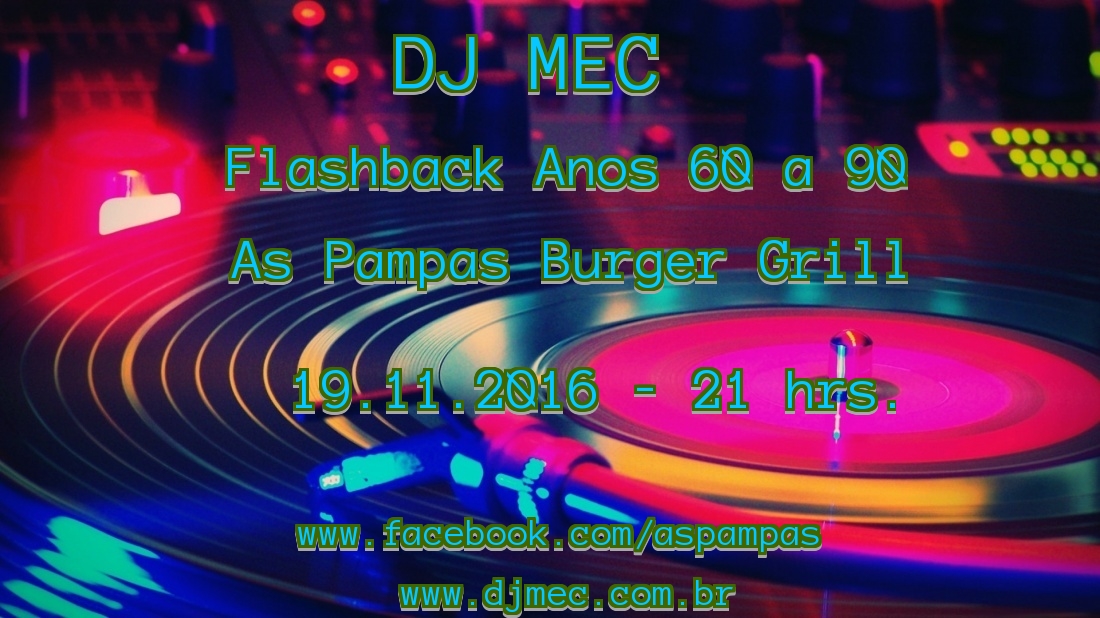 DJ MEC
Flashback Anos 60 a 90
As Pampas Burger Grill
19.11.2016 - 21 hrs.
www.facebook.com/aspampas
www.djmec.com.br